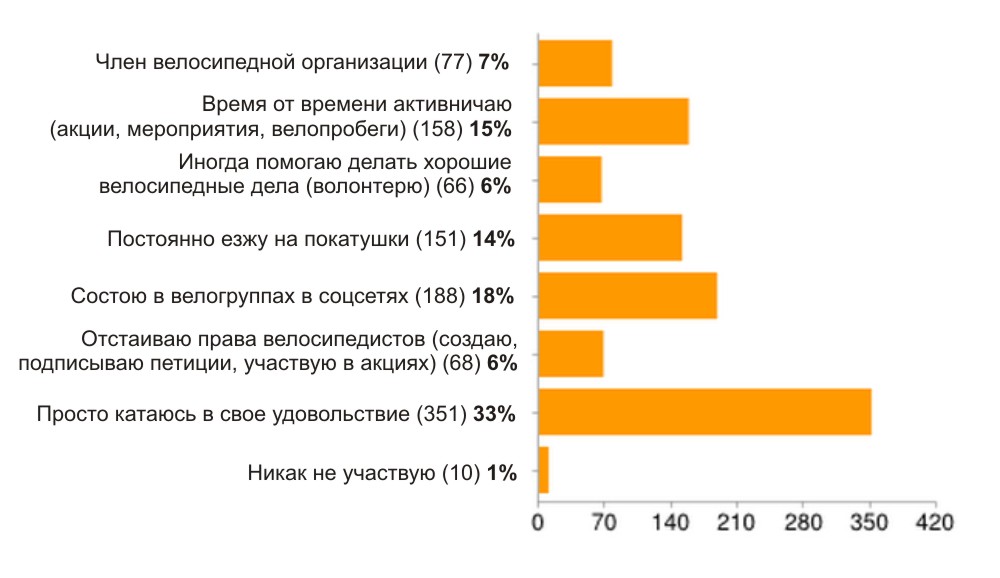 Член велосипедной организации (77) 7%
Время от времени активничаю
(акции, мероприятия, велопробеги) (158) 15%
Иногда помогаю делать хорошие
велосипедные дела (волонтерю) (66) 6%
Постоянно езжу на покатушки (151) 14%
Состою в велогруппах в соцсетях (188) 18%
Отстаиваю права велосипедистов (создаю,
подписываю петиции, участвую в акциях) (68) 6%
Просто катаюсь в свое удовольствие (351) 33%
Никак не участвую (10) 1%
0 70 140 210 280 350 420